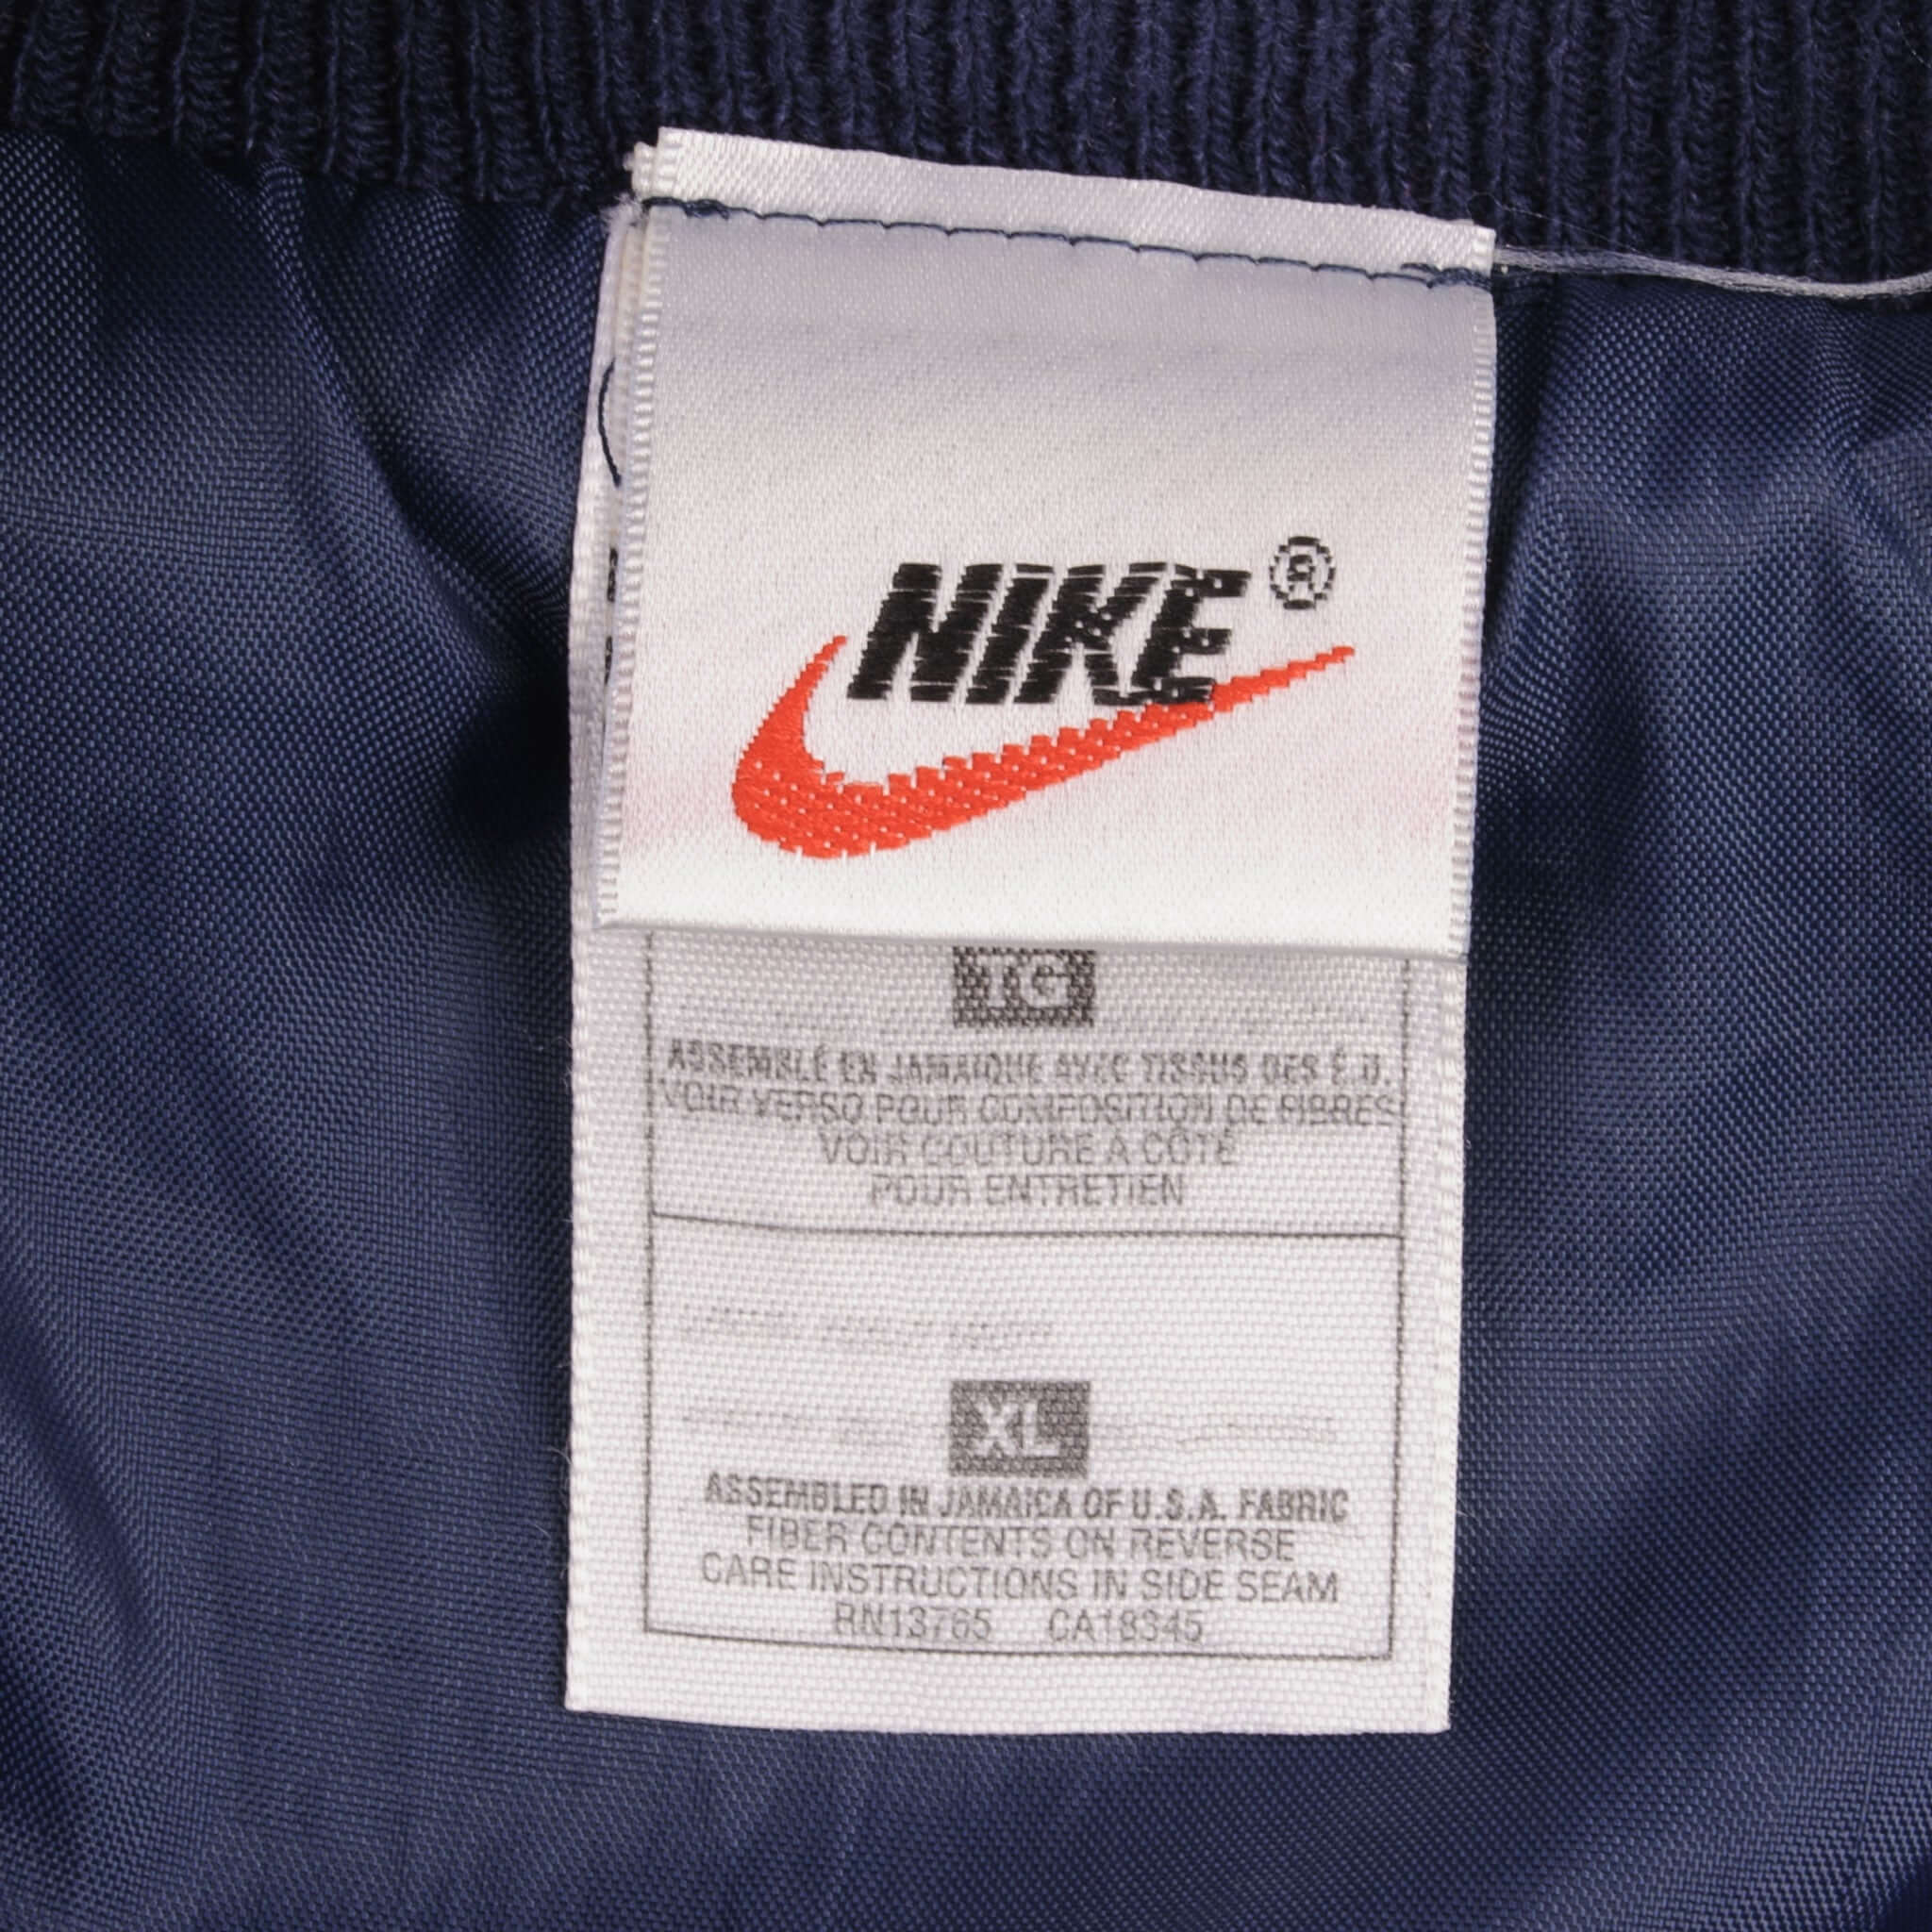 NIKE®
TG
ASSEMBLÉ EN JAMAIQUE AVEC TISSUS DES É.U.
VOIR VERSO POUR COMPOSITION DE FIBRES
VOIR COUTURE À CÔTÉ
POUR ENTRETIEN
XL
ASSEMBLED IN JAMAICA OF U.S.A. FABRIC
FIBER CONTENTS ON REVERSE
CARE INSTRUCTIONS IN SIDE SEAM
RN13765 CA18345